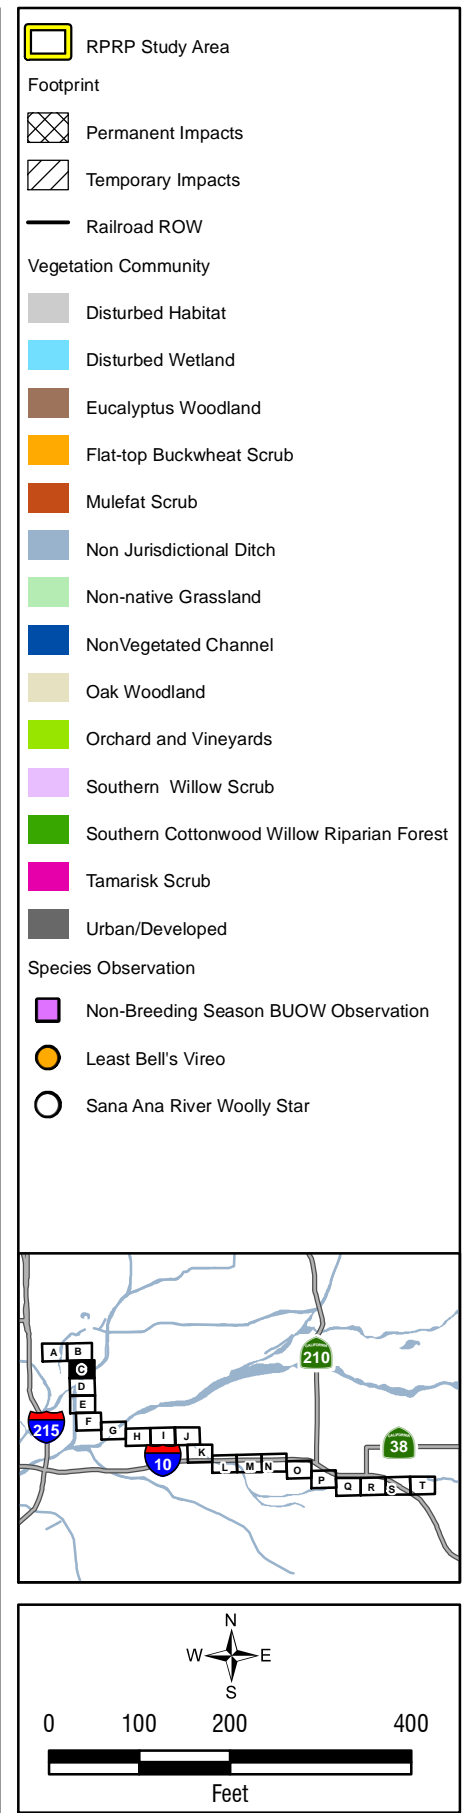 RPRP Study Area
Footprint
Permanent Impacts
Temporary Impacts
Railroad ROW
Vegetation Community
Disturbed Habitat
Disturbed Wetland
Eucalyptus Woodland
Flat-top Buckwheat Scrub
Mulefat Scrub
Non Jurisdictional Ditch
Non-native Grassland
NonVegetated Channel
Oak Woodland
Orchard and Vineyards
Southern  Willow Scrub
Southern Cottonwood Willow Riparian Forest
Tamarisk Scrub
Urban/Developed
Species Observation
Non-Breeding Season BUOW Observation
Least Bell's Vireo
Sana Ana River Woolly Star
A B
C
D
E
F
G H I J
K
L M N
O
P
Q R S T
215
10
CALIFORNIA
210
CALIFORNIA
38
N
W E
S
0 100 200 400
Feet